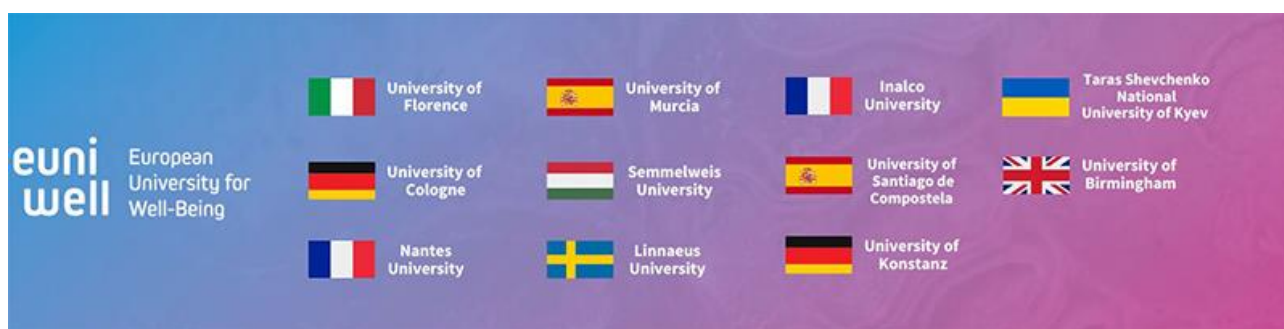 euni
well
European
University for
Well-Being
University of
Florence
University of
Cologne
Nantes
University
University of
Murcia
Semmelweis
University
Linnaeus
University
Inalco
University
University of
Santiago de
Compostela
University of
Konstanz
Taras Shevchenko
National
University of Kyev
University of
Birmingham